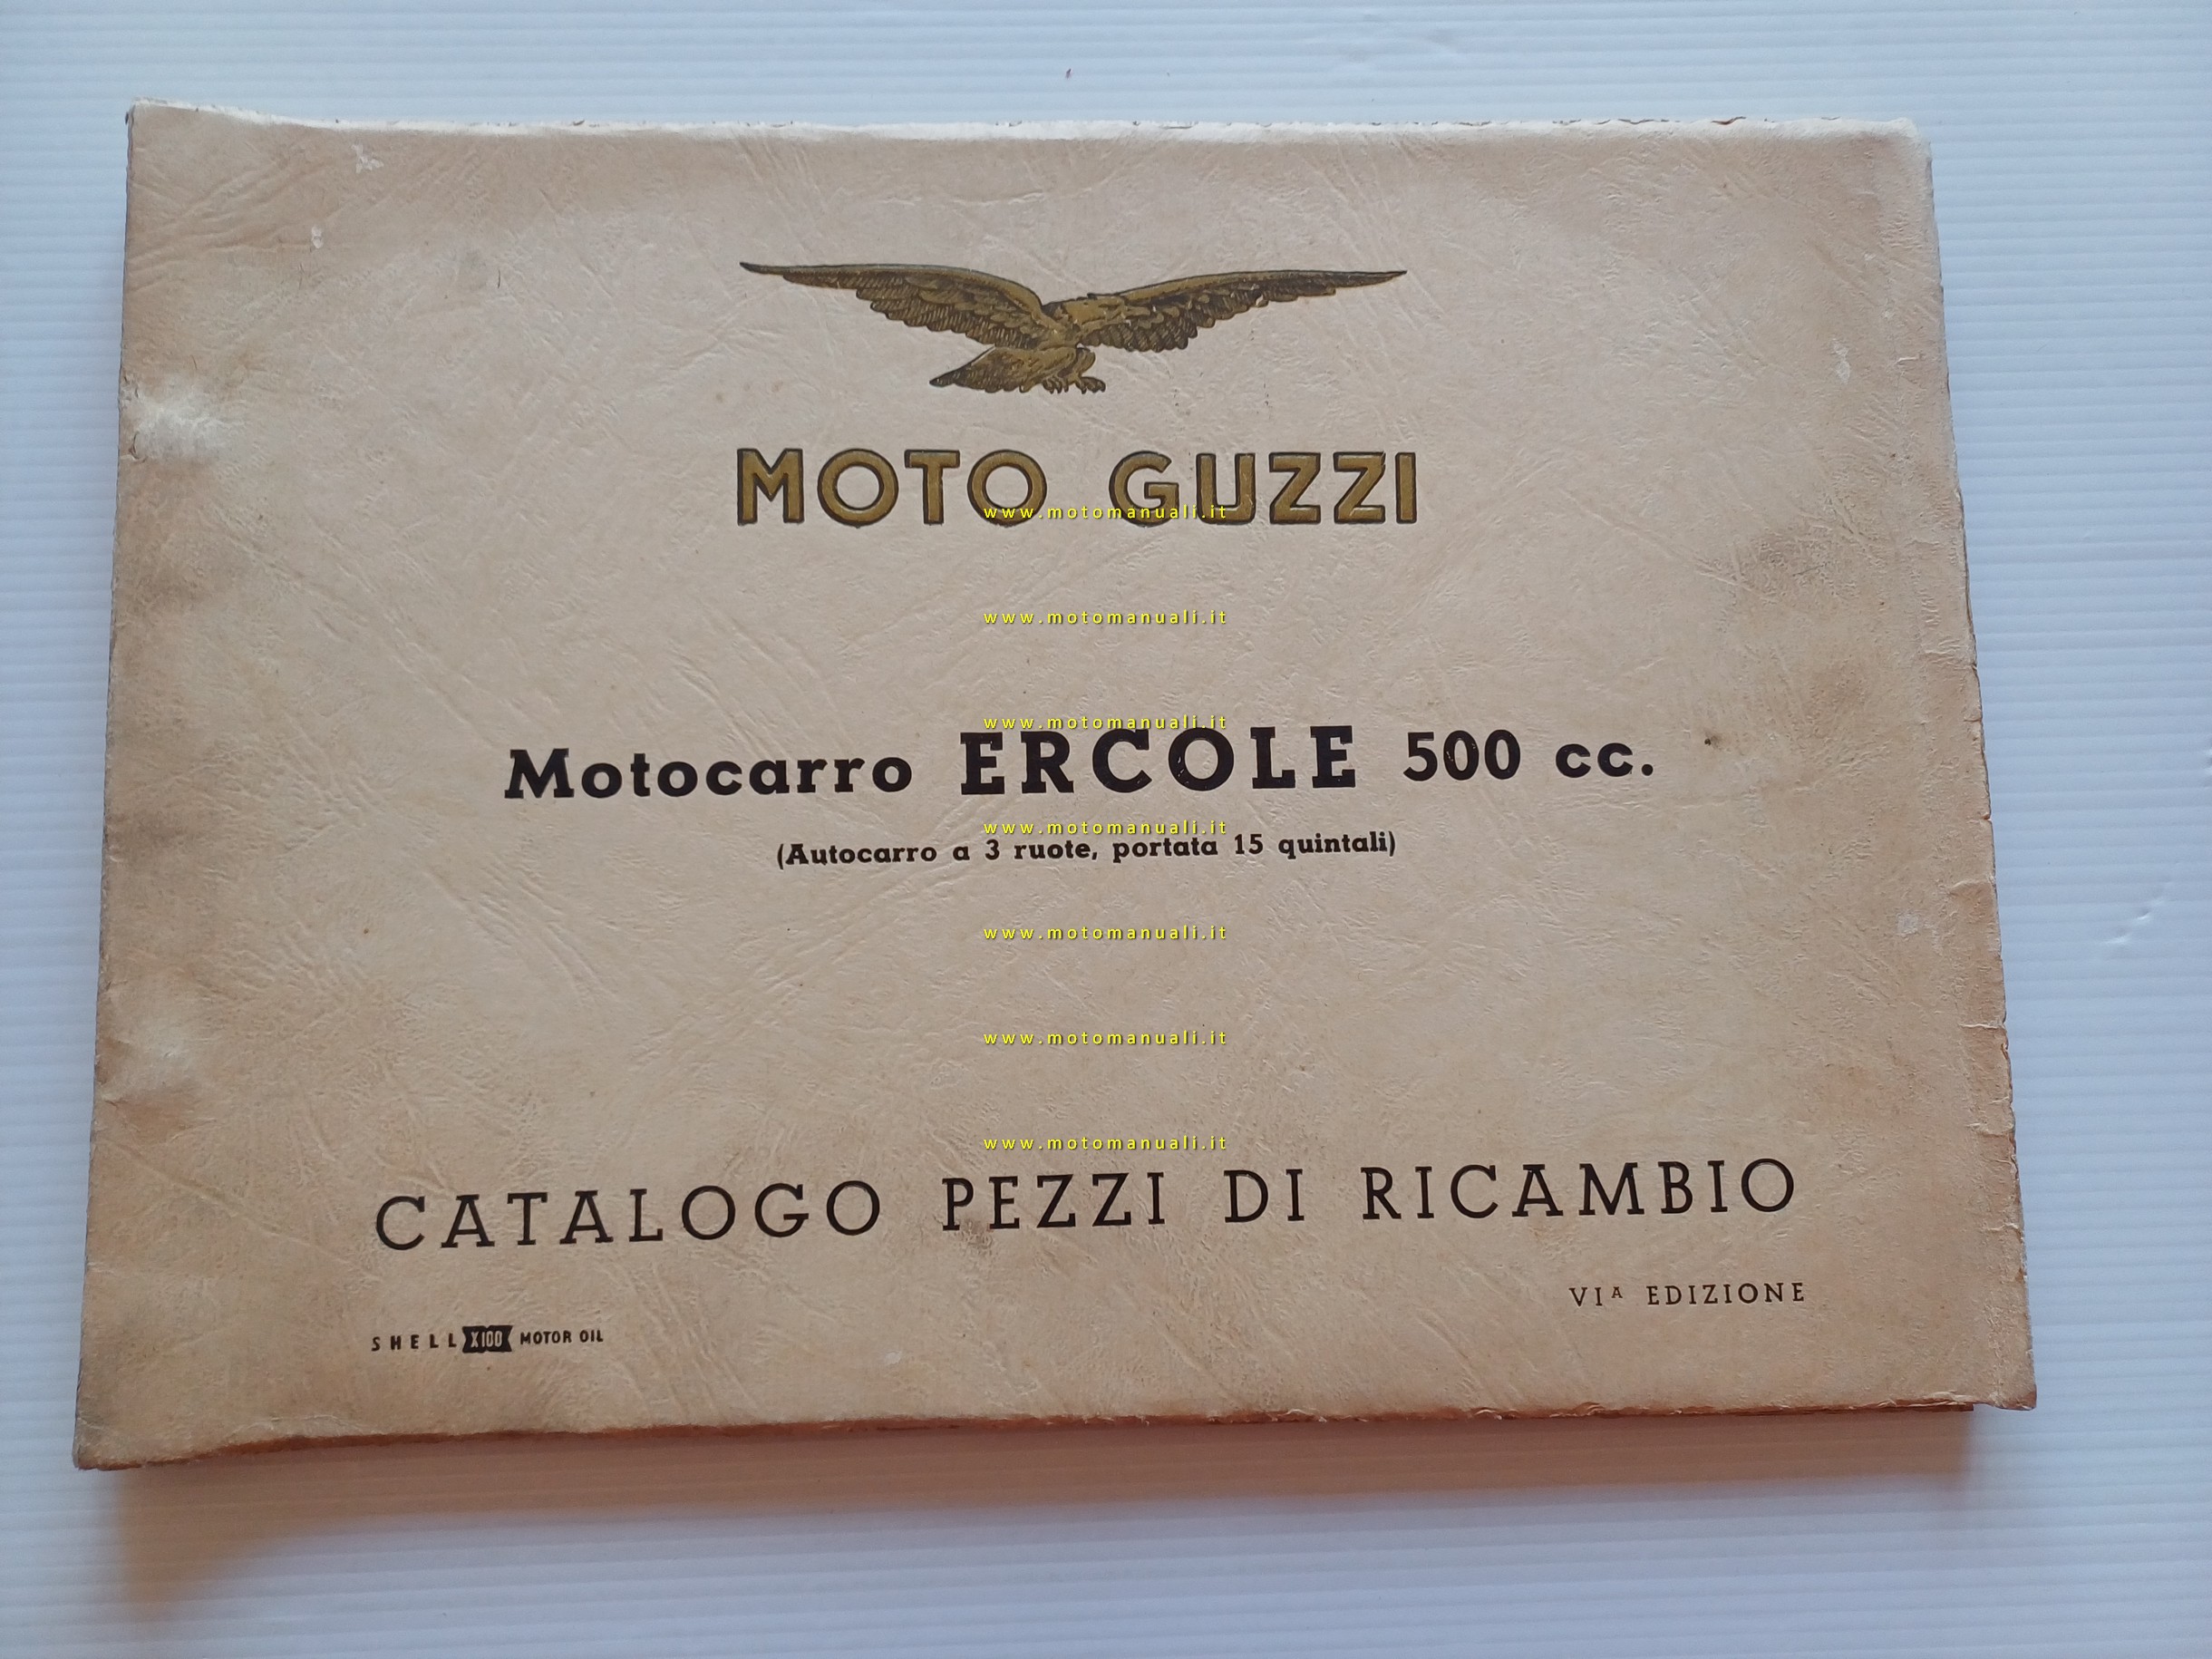 MOTO GUZZI
www.motomanuali.it
www.motomanuali.it
www.motomanuali.it
Motocarro ERCOLE 500 cc.
www.motomanuali.it
(Autocarro a 3 ruote, portata 15 quintali)
www.motomanuali.it
www.motomanuali.it
www.motomanuali.it
CATALOGO PEZZI DI RICAMBIO
VIᴬ EDIZIONE
SHELL X100 MOTOR OIL